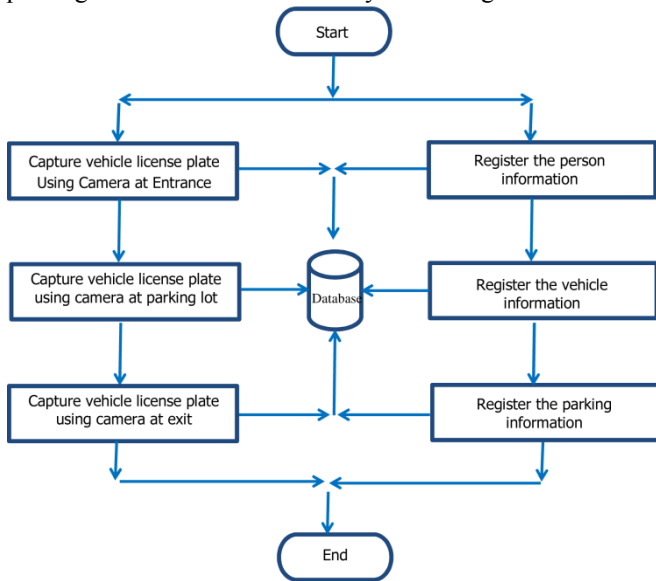 Start
Capture vehicle license plate
Using Camera at Entrance
Register the person
information
Capture vehicle license plate
using camera at parking lot
Database
Register the vehicle
information
Capture vehicle license plate
using camera at exit
Register the parking
information
End